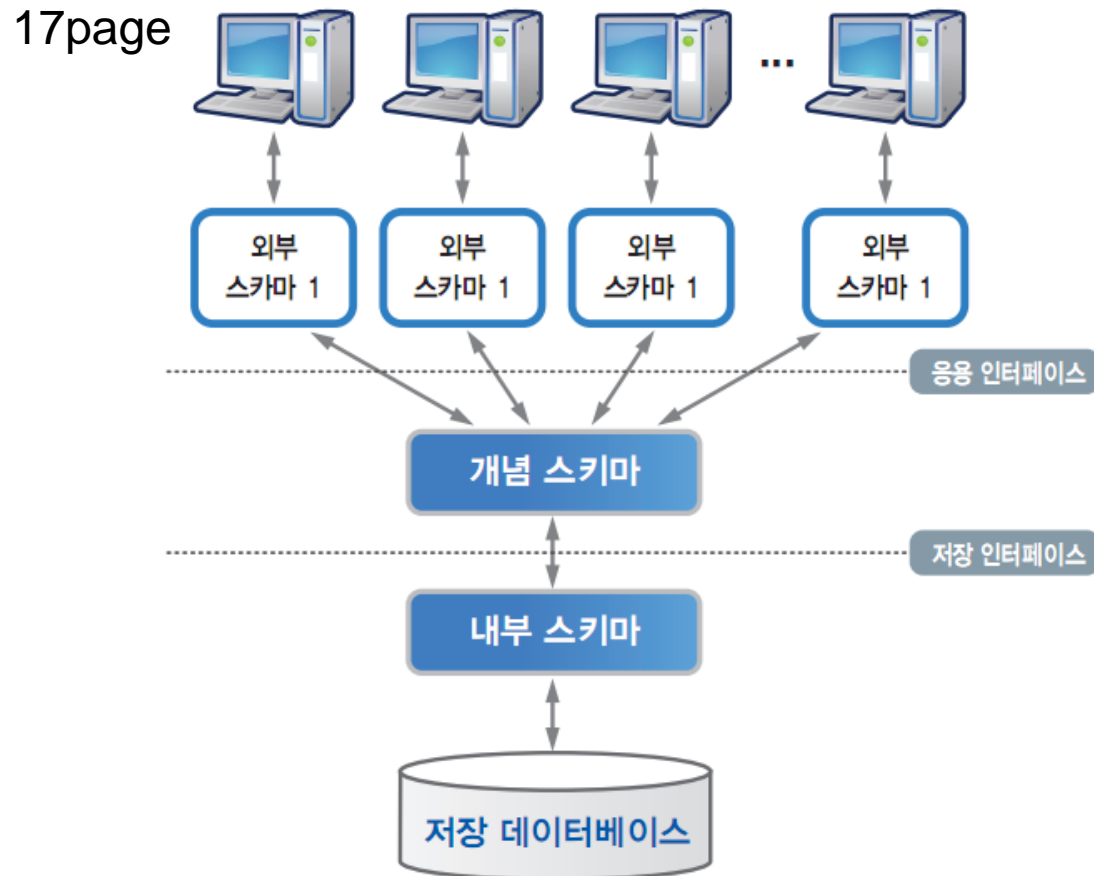 17page
...
외부
스카마 1
외부
스카마 1
외부
스카마 1
외부
스카마 1
응용 인터페이스
개념 스키마
저장 인터페이스
내부 스키마
저장 데이터베이스